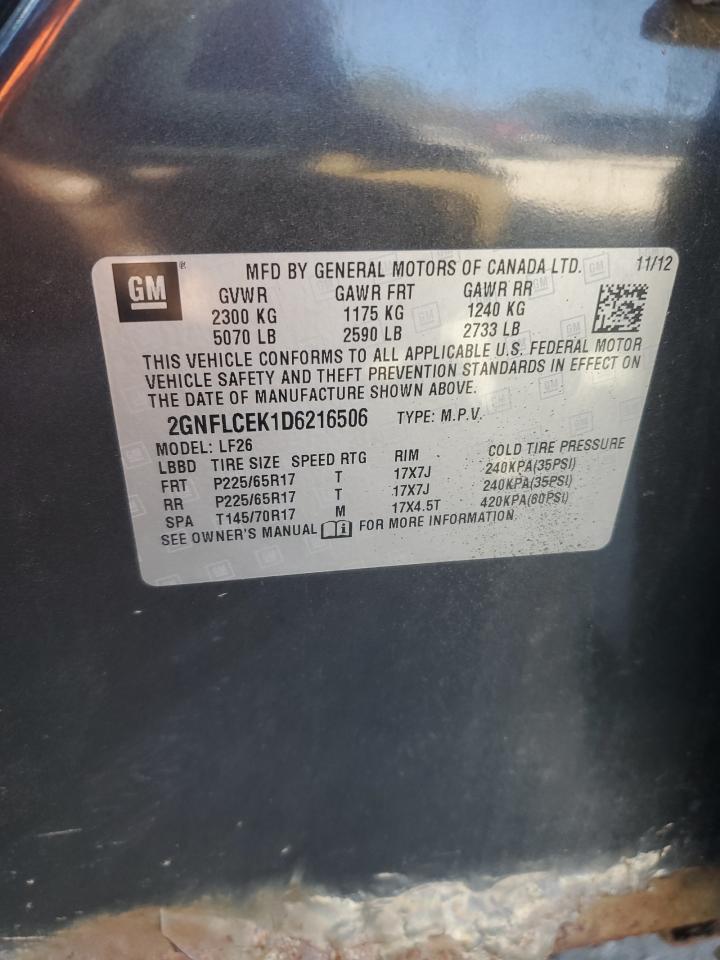 GM ® MFD BY GENERAL MOTORS OF CANADA LTD. 11/12
GVWR GAWR FRT GAWR RR
2300 KG 1175 KG 1240 KG
5070 LB 2590 LB 2733 LB
THIS VEHICLE CONFORMS TO ALL APPLICABLE U.S. FEDERAL MOTOR
VEHICLE SAFETY AND THEFT PREVENTION STANDARDS IN EFFECT ON
THE DATE OF MANUFACTURE SHOWN ABOVE.
2GNFLCEK1D6216506 TYPE: M.P.V.
MODEL: LF26
LBBD TIRE SIZE SPEED RTG RIM COLD TIRE PRESSURE
FRT P225/65R17 T 17X7J 240KPA(35PSI)
RR P225/65R17 T 17X7J 240KPA(35PSI)
SPA T145/70R17 M 17X4.5T 420KPA(60PSI)
SEE OWNER'S MANUAL i FOR MORE INFORMATION.